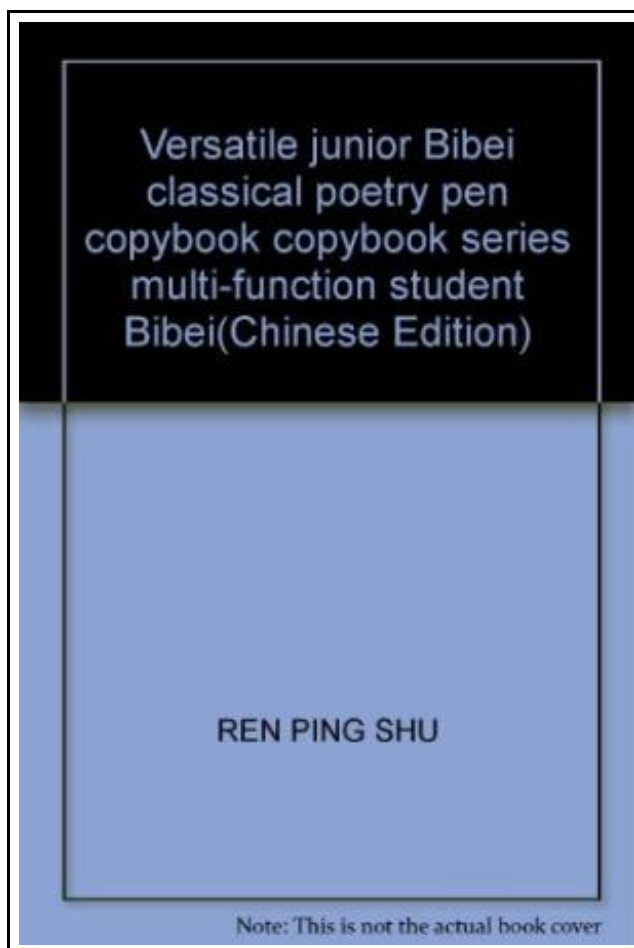 Versatile junior Bibei
classical poetry pen
copybook copybook series
multi-function student
Bibei(Chinese Edition)
REN PING SHU
Note: This is not the actual book cover